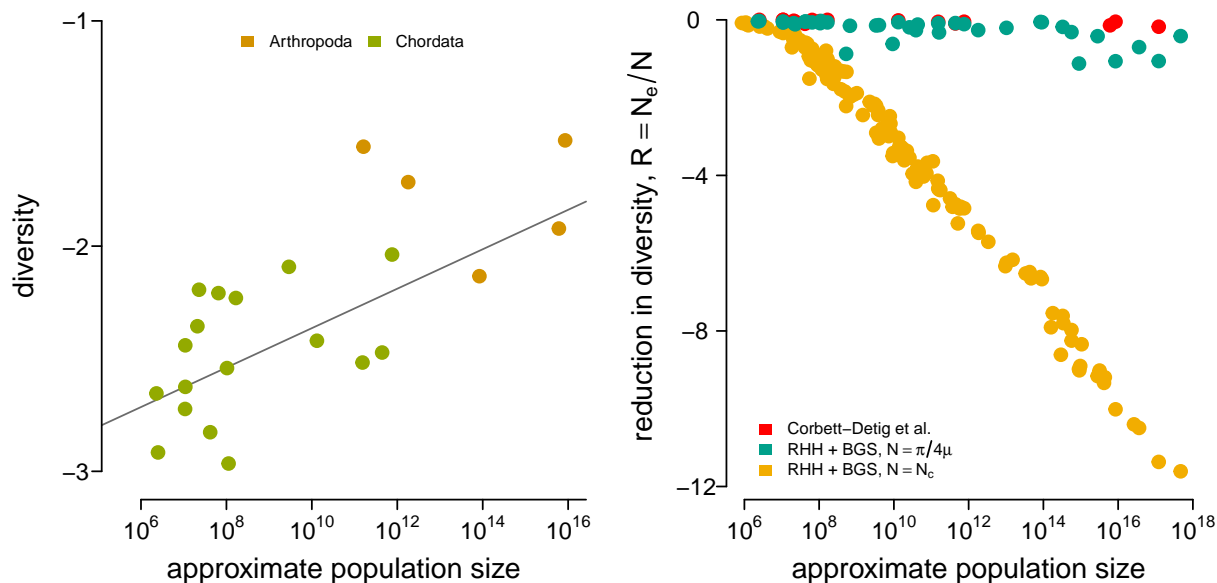 −1
−2
−3
diversity
Arthropoda Chordata
10^6 10^8 10^10 10^12 10^14 10^16
approximate population size
0
−4
−8
−12
reduction in diversity, R = N_e/N
Corbett−Detig et al.
RHH + BGS, N = π/4μ
RHH + BGS, N = N_c
10^6 10^8 10^10 10^12 10^14 10^16 10^18
approximate population size